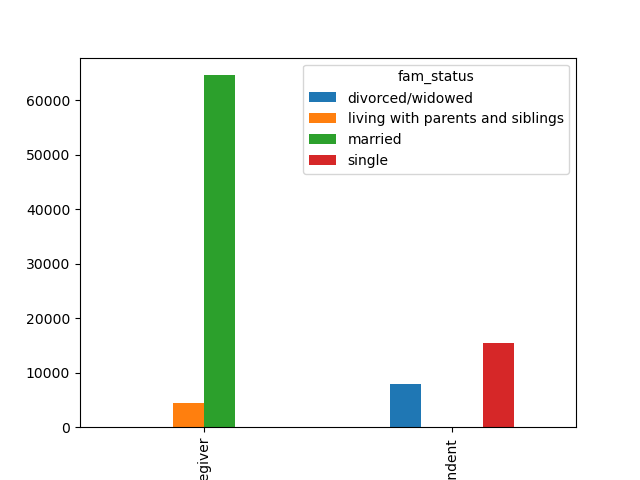 fam_status
divorced/widowed
living with parents and siblings
married
single
60000
50000
40000
30000
20000
10000
0
egiver
ndent